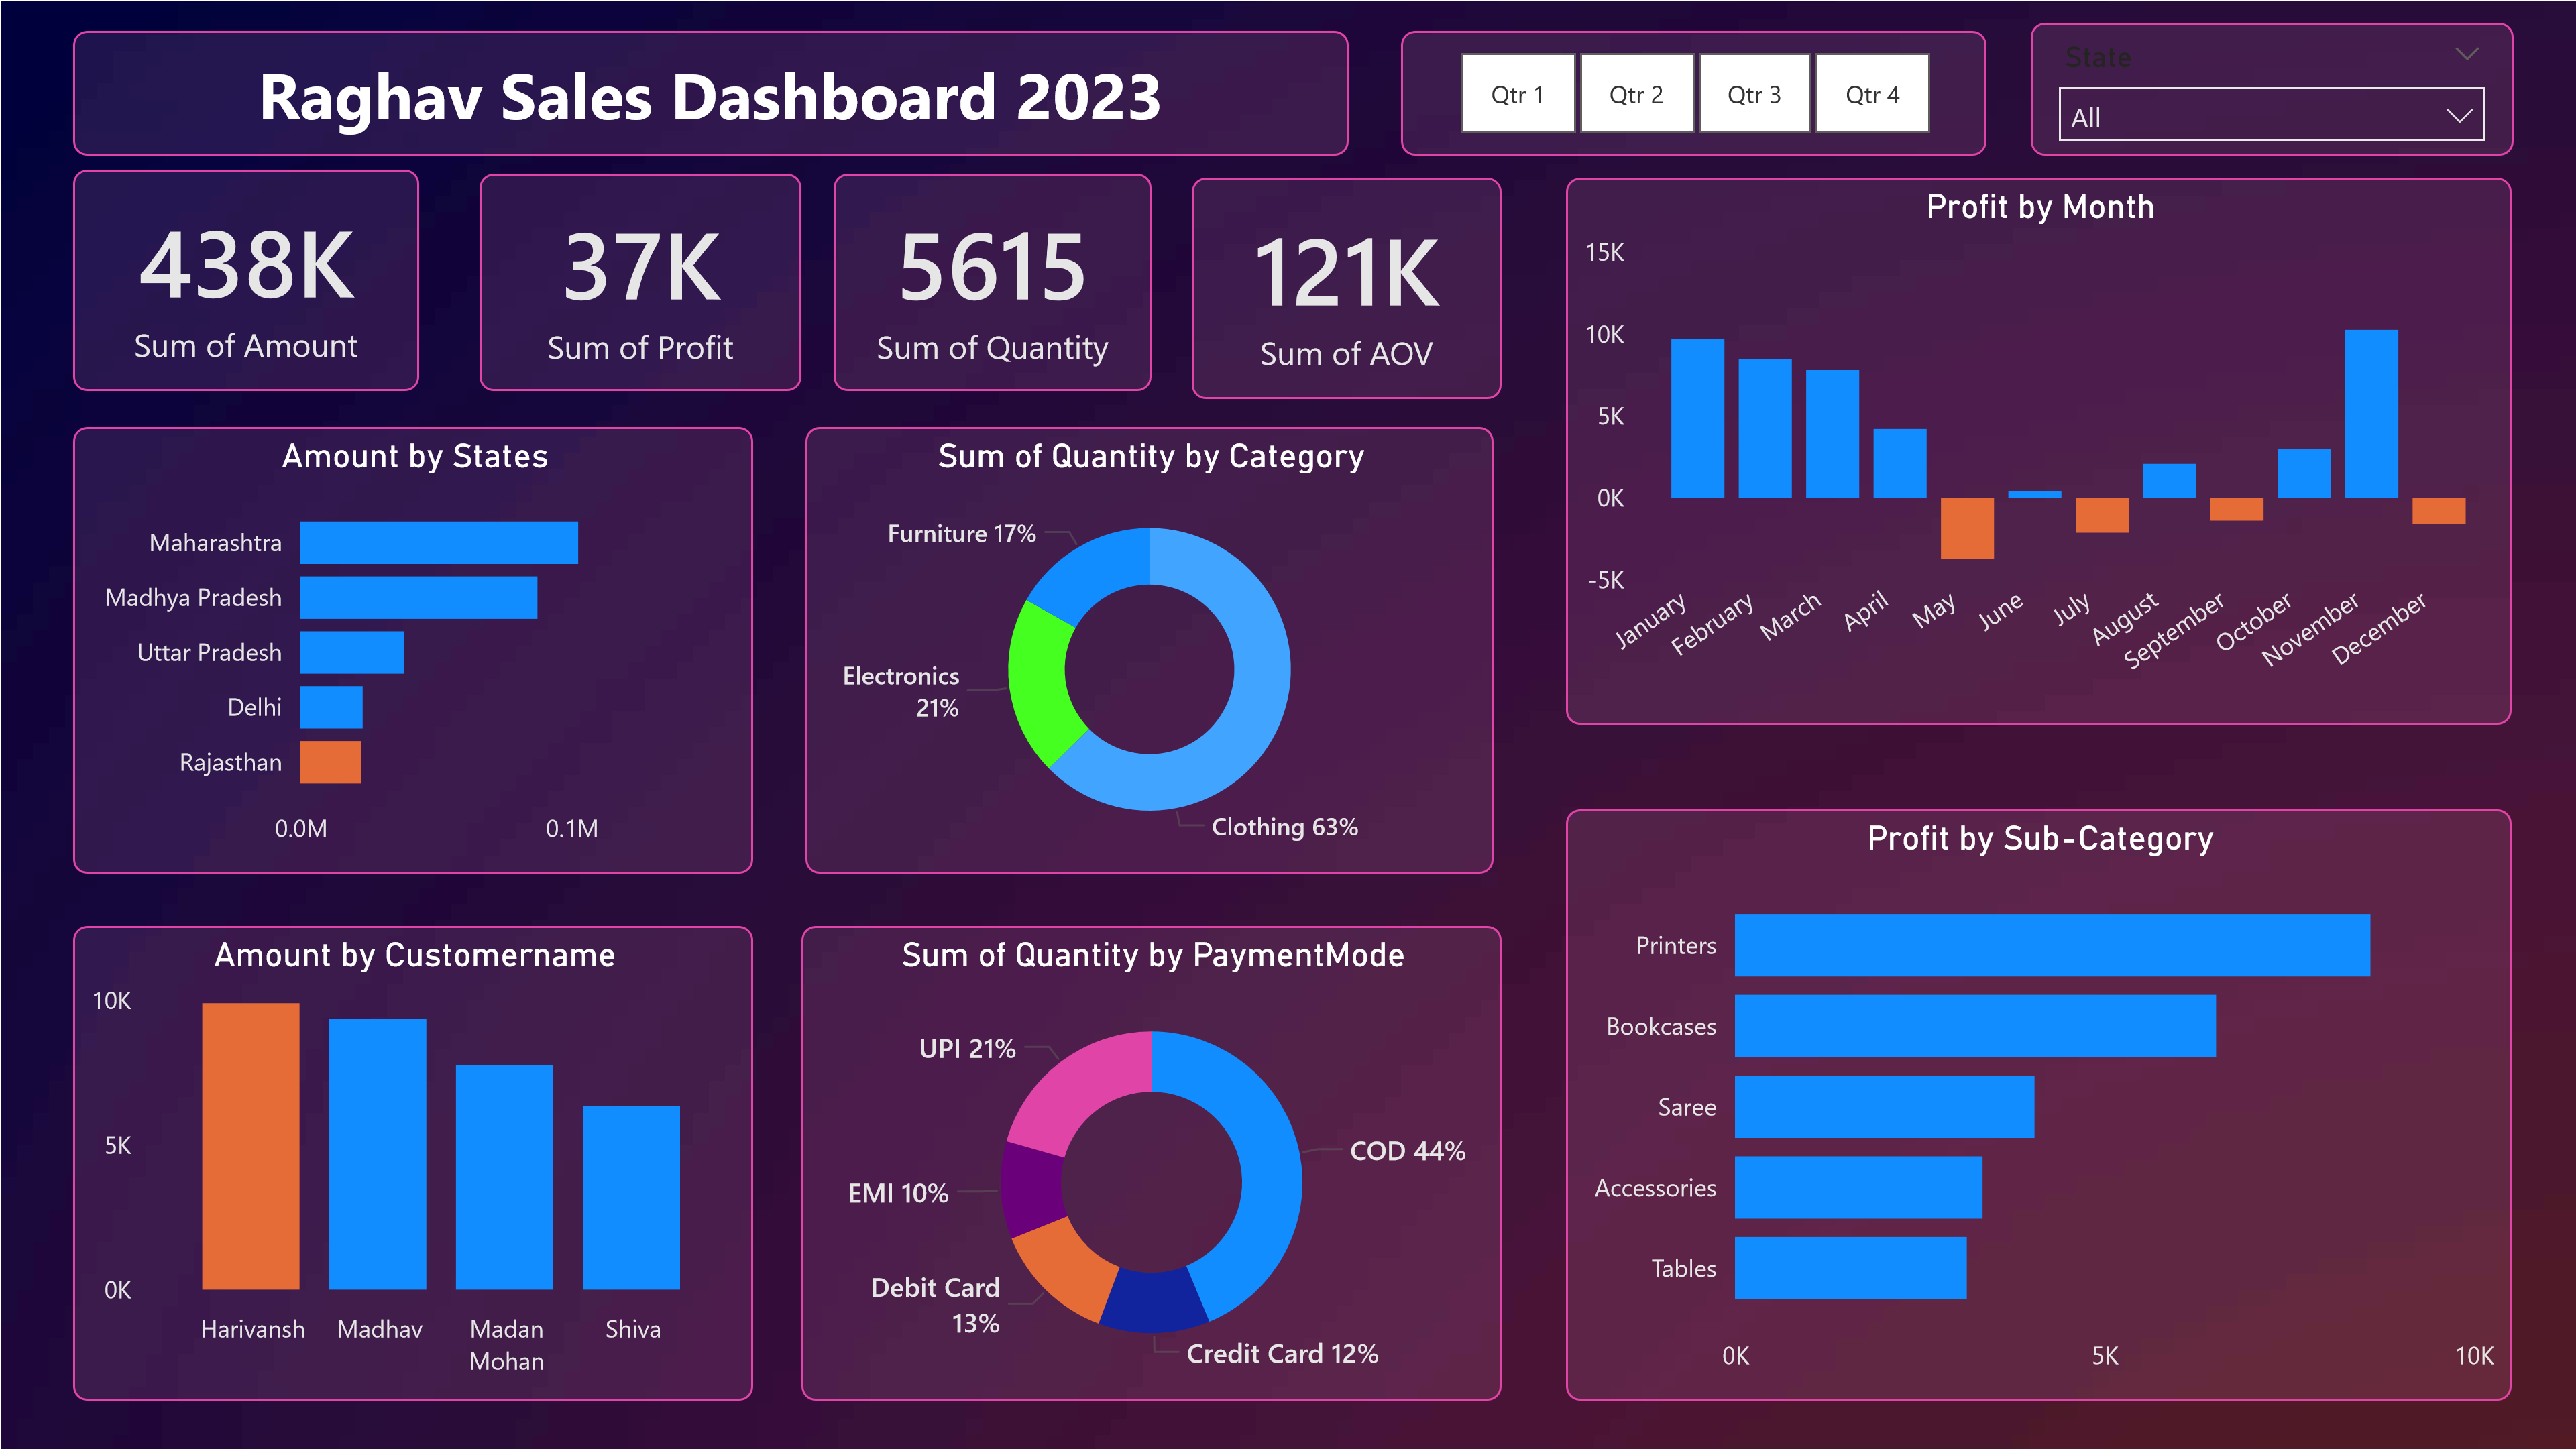 Raghav Sales Dashboard 2023
Qtr 1
Qtr 2
Qtr 3
Qtr 4
State
All
438K
Sum of Amount
37K
Sum of Profit
5615
Sum of Quantity
121K
Sum of AOV
Profit by Month
15K
10K
5K
0K
-5K
January
February
March
April
May
June
July
August
September
October
November
December
Amount by States
Maharashtra
Madhya Pradesh
Uttar Pradesh
Delhi
Rajasthan
0.0M
0.1M
Sum of Quantity by Category
Furniture 17%
Electronics
21%
Clothing 63%
Profit by Sub-Category
Printers
Bookcases
Saree
Accessories
Tables
0K
5K
10K
Amount by Customername
10K
5K
0K
Harivansh
Madhav
Madan
Mohan
Shiva
Sum of Quantity by PaymentMode
UPI 21%
COD 44%
EMI 10%
Debit Card
13%
Credit Card 12%